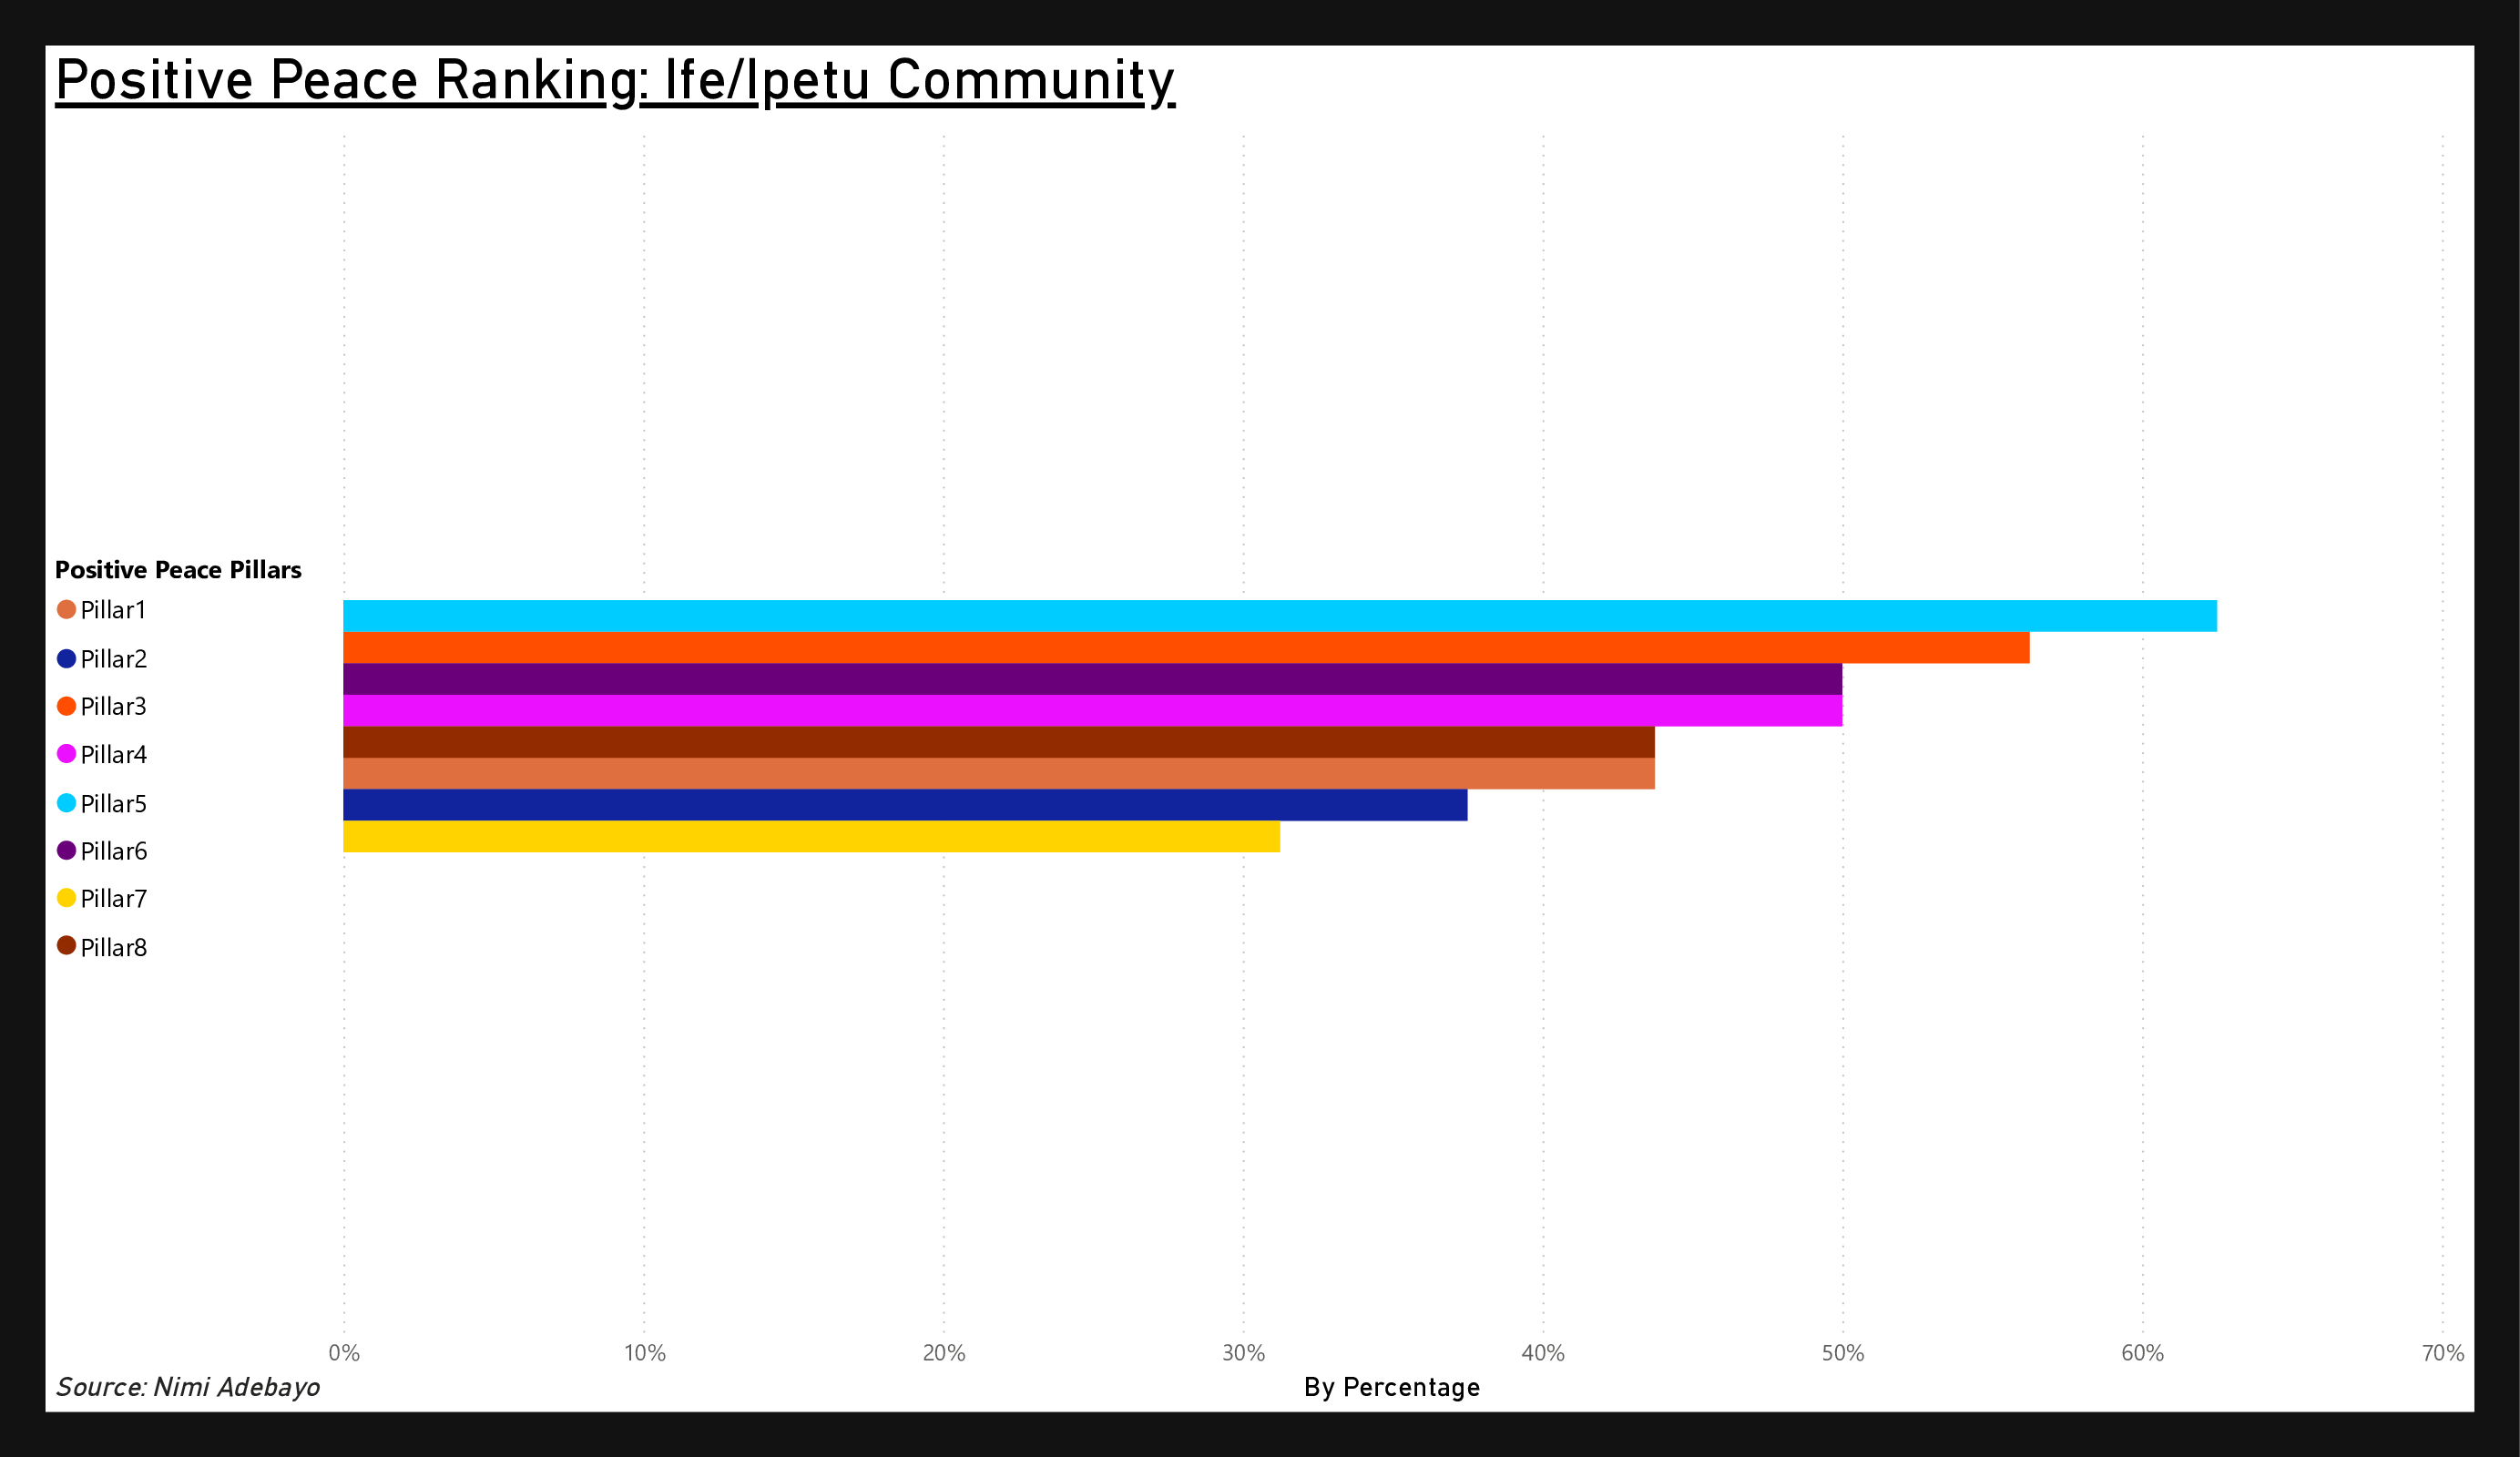 Positive Peace Ranking: Ife/Ipetu Community
Positive Peace Pillars
Pillar1
Pillar2
Pillar3
Pillar4
Pillar5
Pillar6
Pillar7
Pillar8
0% 10% 20% 30% 40% 50% 60% 70%
By Percentage
Source: Nimi Adebayo